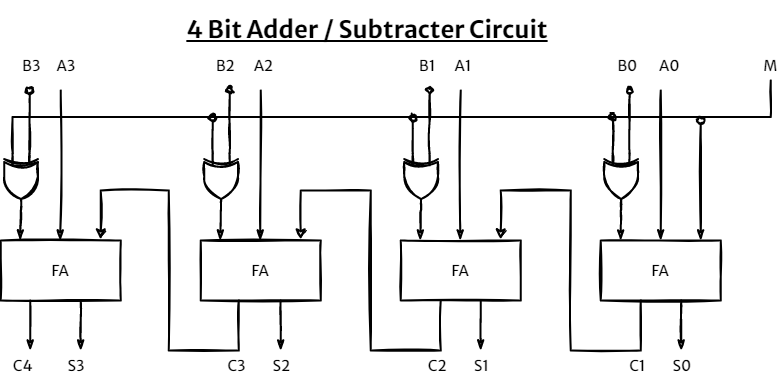 4 Bit Adder / Subtracter Circuit
B3 A3 B2 A2 B1 A1 B0 A0 M
FA FA FA FA
C4 S3 C3 S2 C2 S1 C1 S0